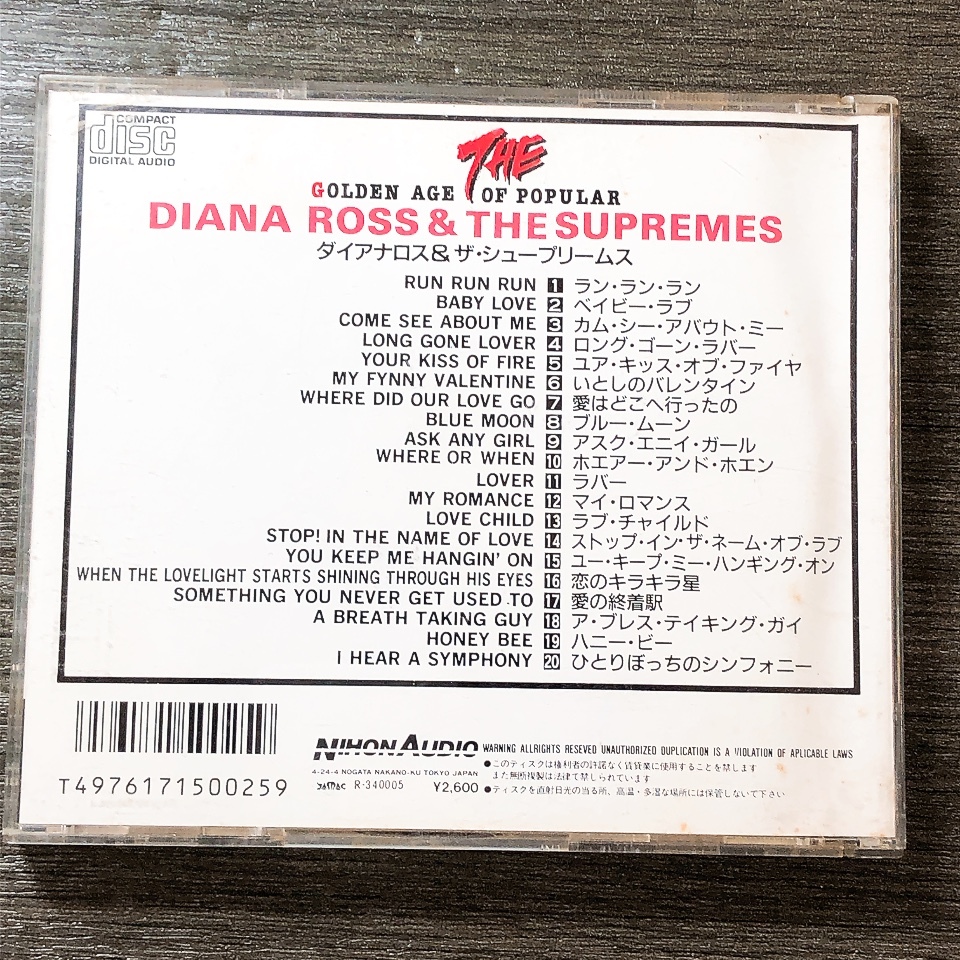 COMPACT
disc
DIGITAL AUDIO
THE
GOLDEN AGE OF POPULAR
DIANA ROSS & THE SUPREMES
ダイアナロス&ザ・シュープリームス
RUN RUN RUN 1 ラン・ラン・ラン
BABY LOVE 2 ベイビー・ラブ
COME SEE ABOUT ME 3 カム・シー・アバウト・ミー
LONG GONE LOVER 4 ロング・ゴーン・ラバー
YOUR KISS OF FIRE 5 ユア・キッス・オブ・ファイヤ
MY FYNNY VALENTINE 6 いとしのバレンタイン
WHERE DID OUR LOVE GO 7 愛はどこへ行ったの
BLUE MOON 8 ブルー・ムーン
ASK ANY GIRL 9 アスク・エニイ・ガール
WHERE OR WHEN 10 ホエアー・アンド・ホエン
LOVER 11 ラバー
MY ROMANCE 12 マイ・ロマンス
LOVE CHILD 13 ラブ・チャイルド
STOP! IN THE NAME OF LOVE 14 ストップ・イン・ザ・ネーム・オブ・ラブ
YOU KEEP ME HANGIN' ON 15 ユー・キープ・ミー・ハンギング・オン
WHEN THE LOVELIGHT STARTS SHINING THROUGH HIS EYES 16 恋のキラキラ星
SOMETHING YOU NEVER GET USED TO 17 愛の終着駅
A BREATH TAKING GUY 18 ア・ブレス・テイキング・ガイ
HONEY BEE 19 ハニー・ビー
I HEAR A SYMPHONY 20 ひとりぼっちのシンフォニー
T4976171500259
NIHON AUDIO
4-24-4 NOGATA NAKANO-KU TOKYO JAPAN
JASRAC R-340005 ¥2,600
WARNING ALLRIGHTS RESEVED UNAUTHORIZED DUPLICATION IS A VIOLATION OF APLICABLE LAWS
●このディスクは権利者の許諾なく賃貸業に使用することを禁します
また無断複製は法律で禁じられています
●ディスクを直射日光の当る所、高温・多湿な場所には保管しないで下さい